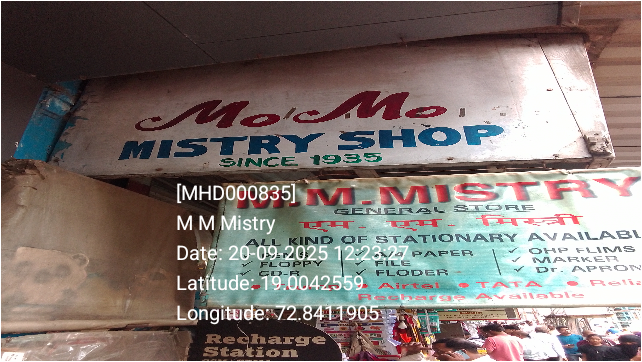 Mo Mo
MISTRY SHOP
SINCE 1935
[MHD000835]
M.M.MISTRY
M M Mistry
GENERAL STORE
एम . एम . मिस्त्री
ALL KIND OF STATIONARY AVAILABL
Date: 20-09-2025 12:23:27
FLOPPY
PAPER
OHP FLIMS
CD-R
FILE
MARKER
FLODER
Dr. APRON
Latitude: 19.0042559
Airtel • TATA • Relia
Recharge Available
Longitude: 72.8411905
Recharge
Station